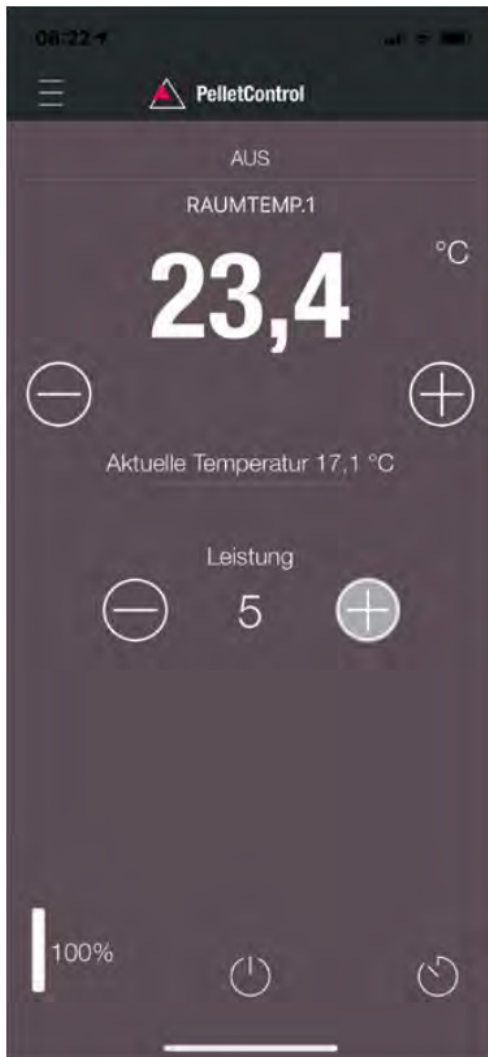 08:22
PelletControl
AUS
RAUMTEMP.1
°C
23,4
Aktuelle Temperatur 17,1 °C
Leistung
5
100%